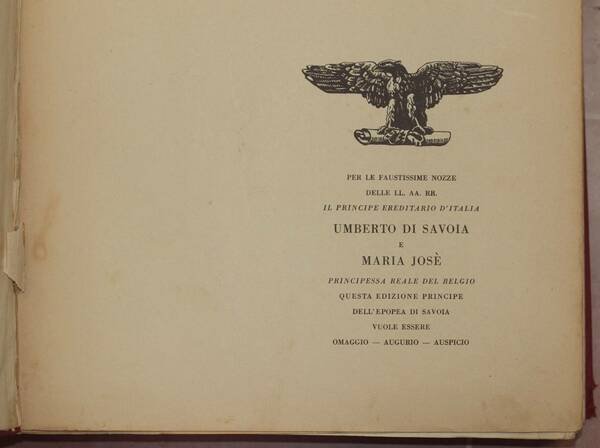 PER LE FAUSTISSIME NOZZE
DELLE LL. AA. RR.
IL PRINCIPE EREDITARIO D'ITALIA
UMBERTO DI SAVOIA
E
MARIA JOSÈ
PRINCIPESSA REALE DEL BELGIO
QUESTA EDIZIONE PRINCIPE
DELL'EPOPEA DI SAVOIA
VUOLE ESSERE
OMAGGIO — AUGURIO — AUSPICIO